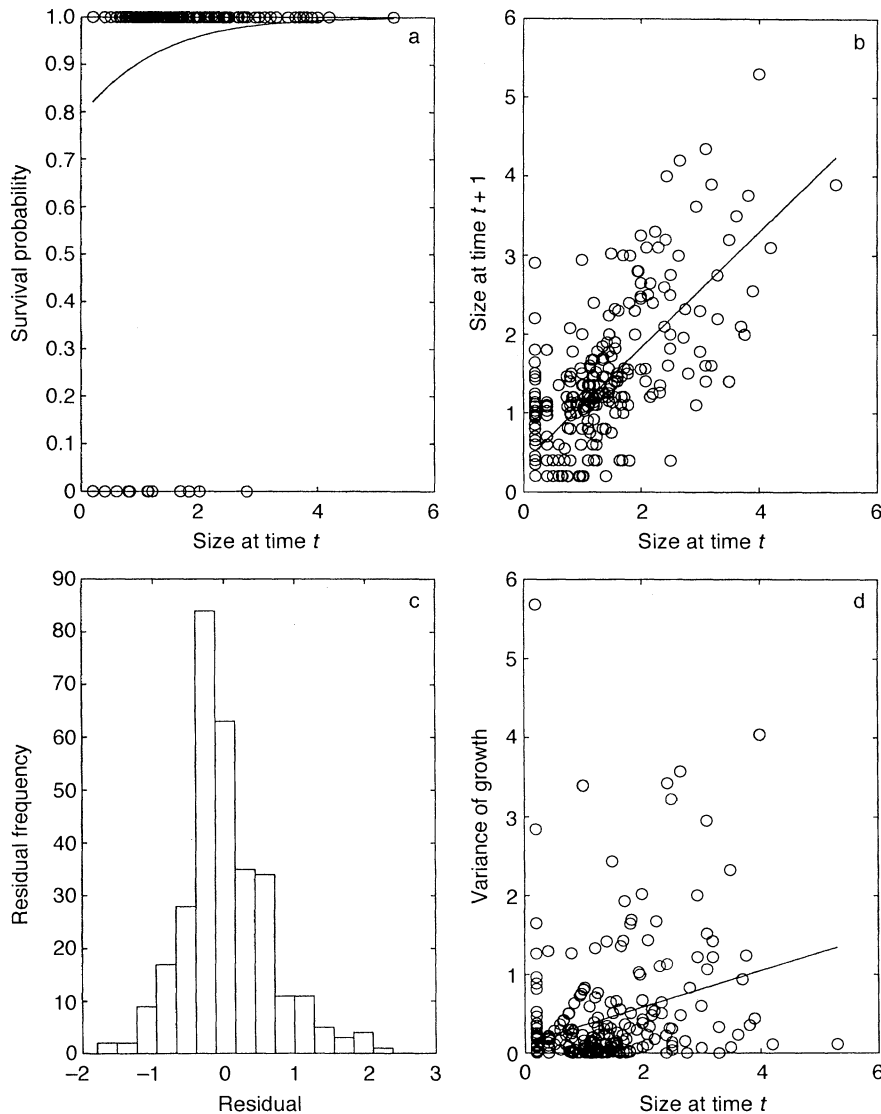 a
1.0
0.9
0.8
0.7
0.6
0.5
0.4
0.3
0.2
0.1
0
Survival probability
0 2 4 6
Size at time t
b
6
5
4
3
2
1
0
Size at time t + 1
0 2 4 6
Size at time t
c
90
80
70
60
50
40
30
20
10
0
Residual frequency
–2 –1 0 1 2 3
Residual
d
6
5
4
3
2
1
0
Variance of growth
0 2 4 6
Size at time t